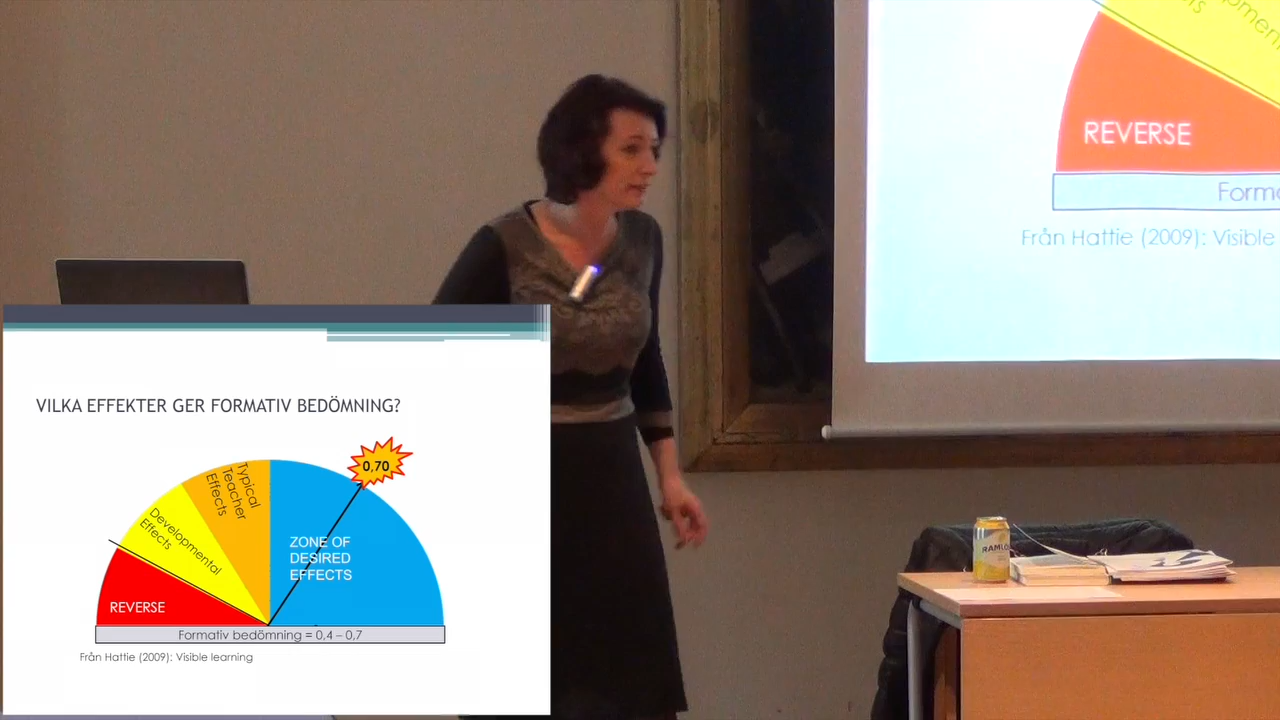 VILKA EFFEKTER GER FORMATIV BEDÖMNING?
0,70
Typical
Teacher
Effects
Developmental
Effects
ZONE OF
DESIRED
EFFECTS
REVERSE
Formativ bedömning = 0,4 – 0,7
Från Hattie (2009): Visible learning
REVERSE
Från Hattie (2009): Visible
RAMLÖ